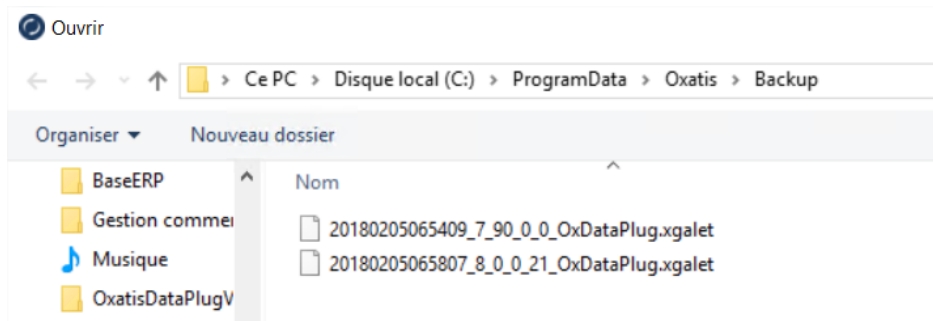 Ouvrir
Ce PC > Disque local (C:) > ProgramData > Oxatis > Backup
Organiser Nouveau dossier
BaseERP
Gestion commer
Musique
OxatisDataPlugV
Nom
20180205065409_7_90_0_0_OxDataPlug.xgalet
20180205065807_8_0_0_21_OxDataPlug.xgalet